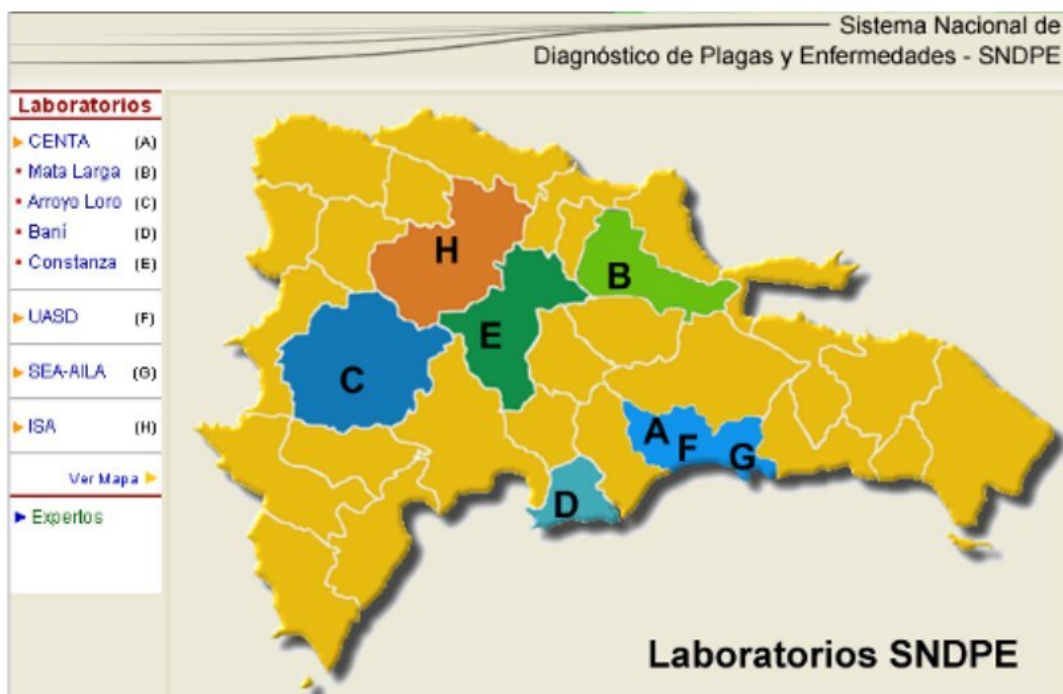 Sistema Nacional de
Diagnóstico de Plagas y Enfermedades - SNDPE
Laboratorios
CENTA (A)
Mata Larga (B)
Arroyo Loro (C)
Baní (D)
Constanza (E)
UASD (F)
SEA-AILA (G)
ISA (H)
Ver Mapa
Expertos
H
B
E
C
A
F
G
D
Laboratorios SNDPE